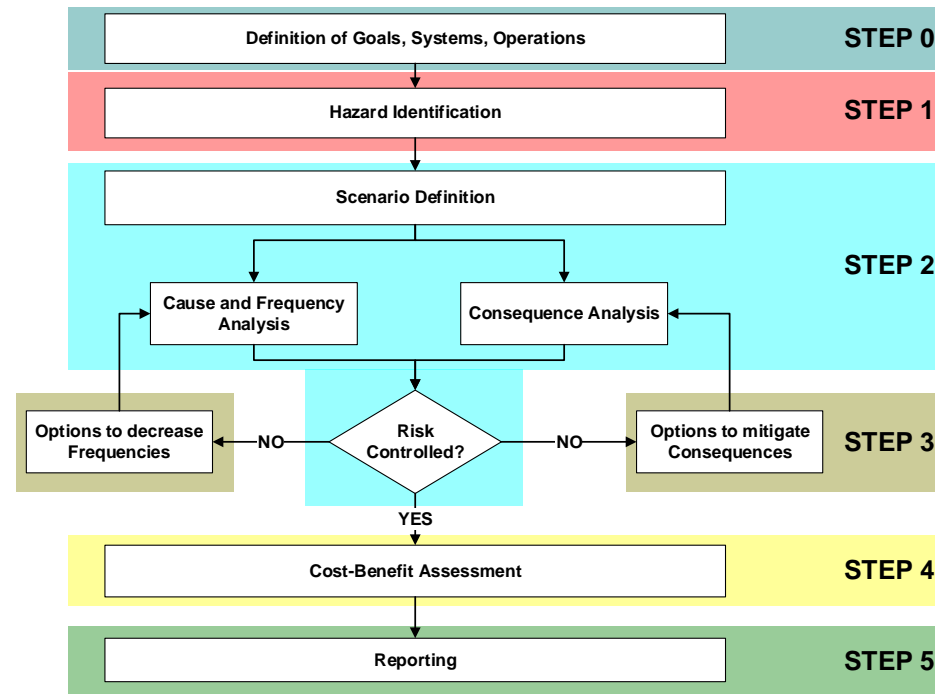 Definition of Goals, Systems, Operations
STEP 0
Hazard Identification
STEP 1
Scenario Definition
STEP 2
Cause and Frequency
Analysis
Consequence Analysis
Options to decrease
Frequencies
NO
Risk
Controlled?
NO
Options to mitigate
Consequences
STEP 3
YES
Cost-Benefit Assessment
STEP 4
Reporting
STEP 5